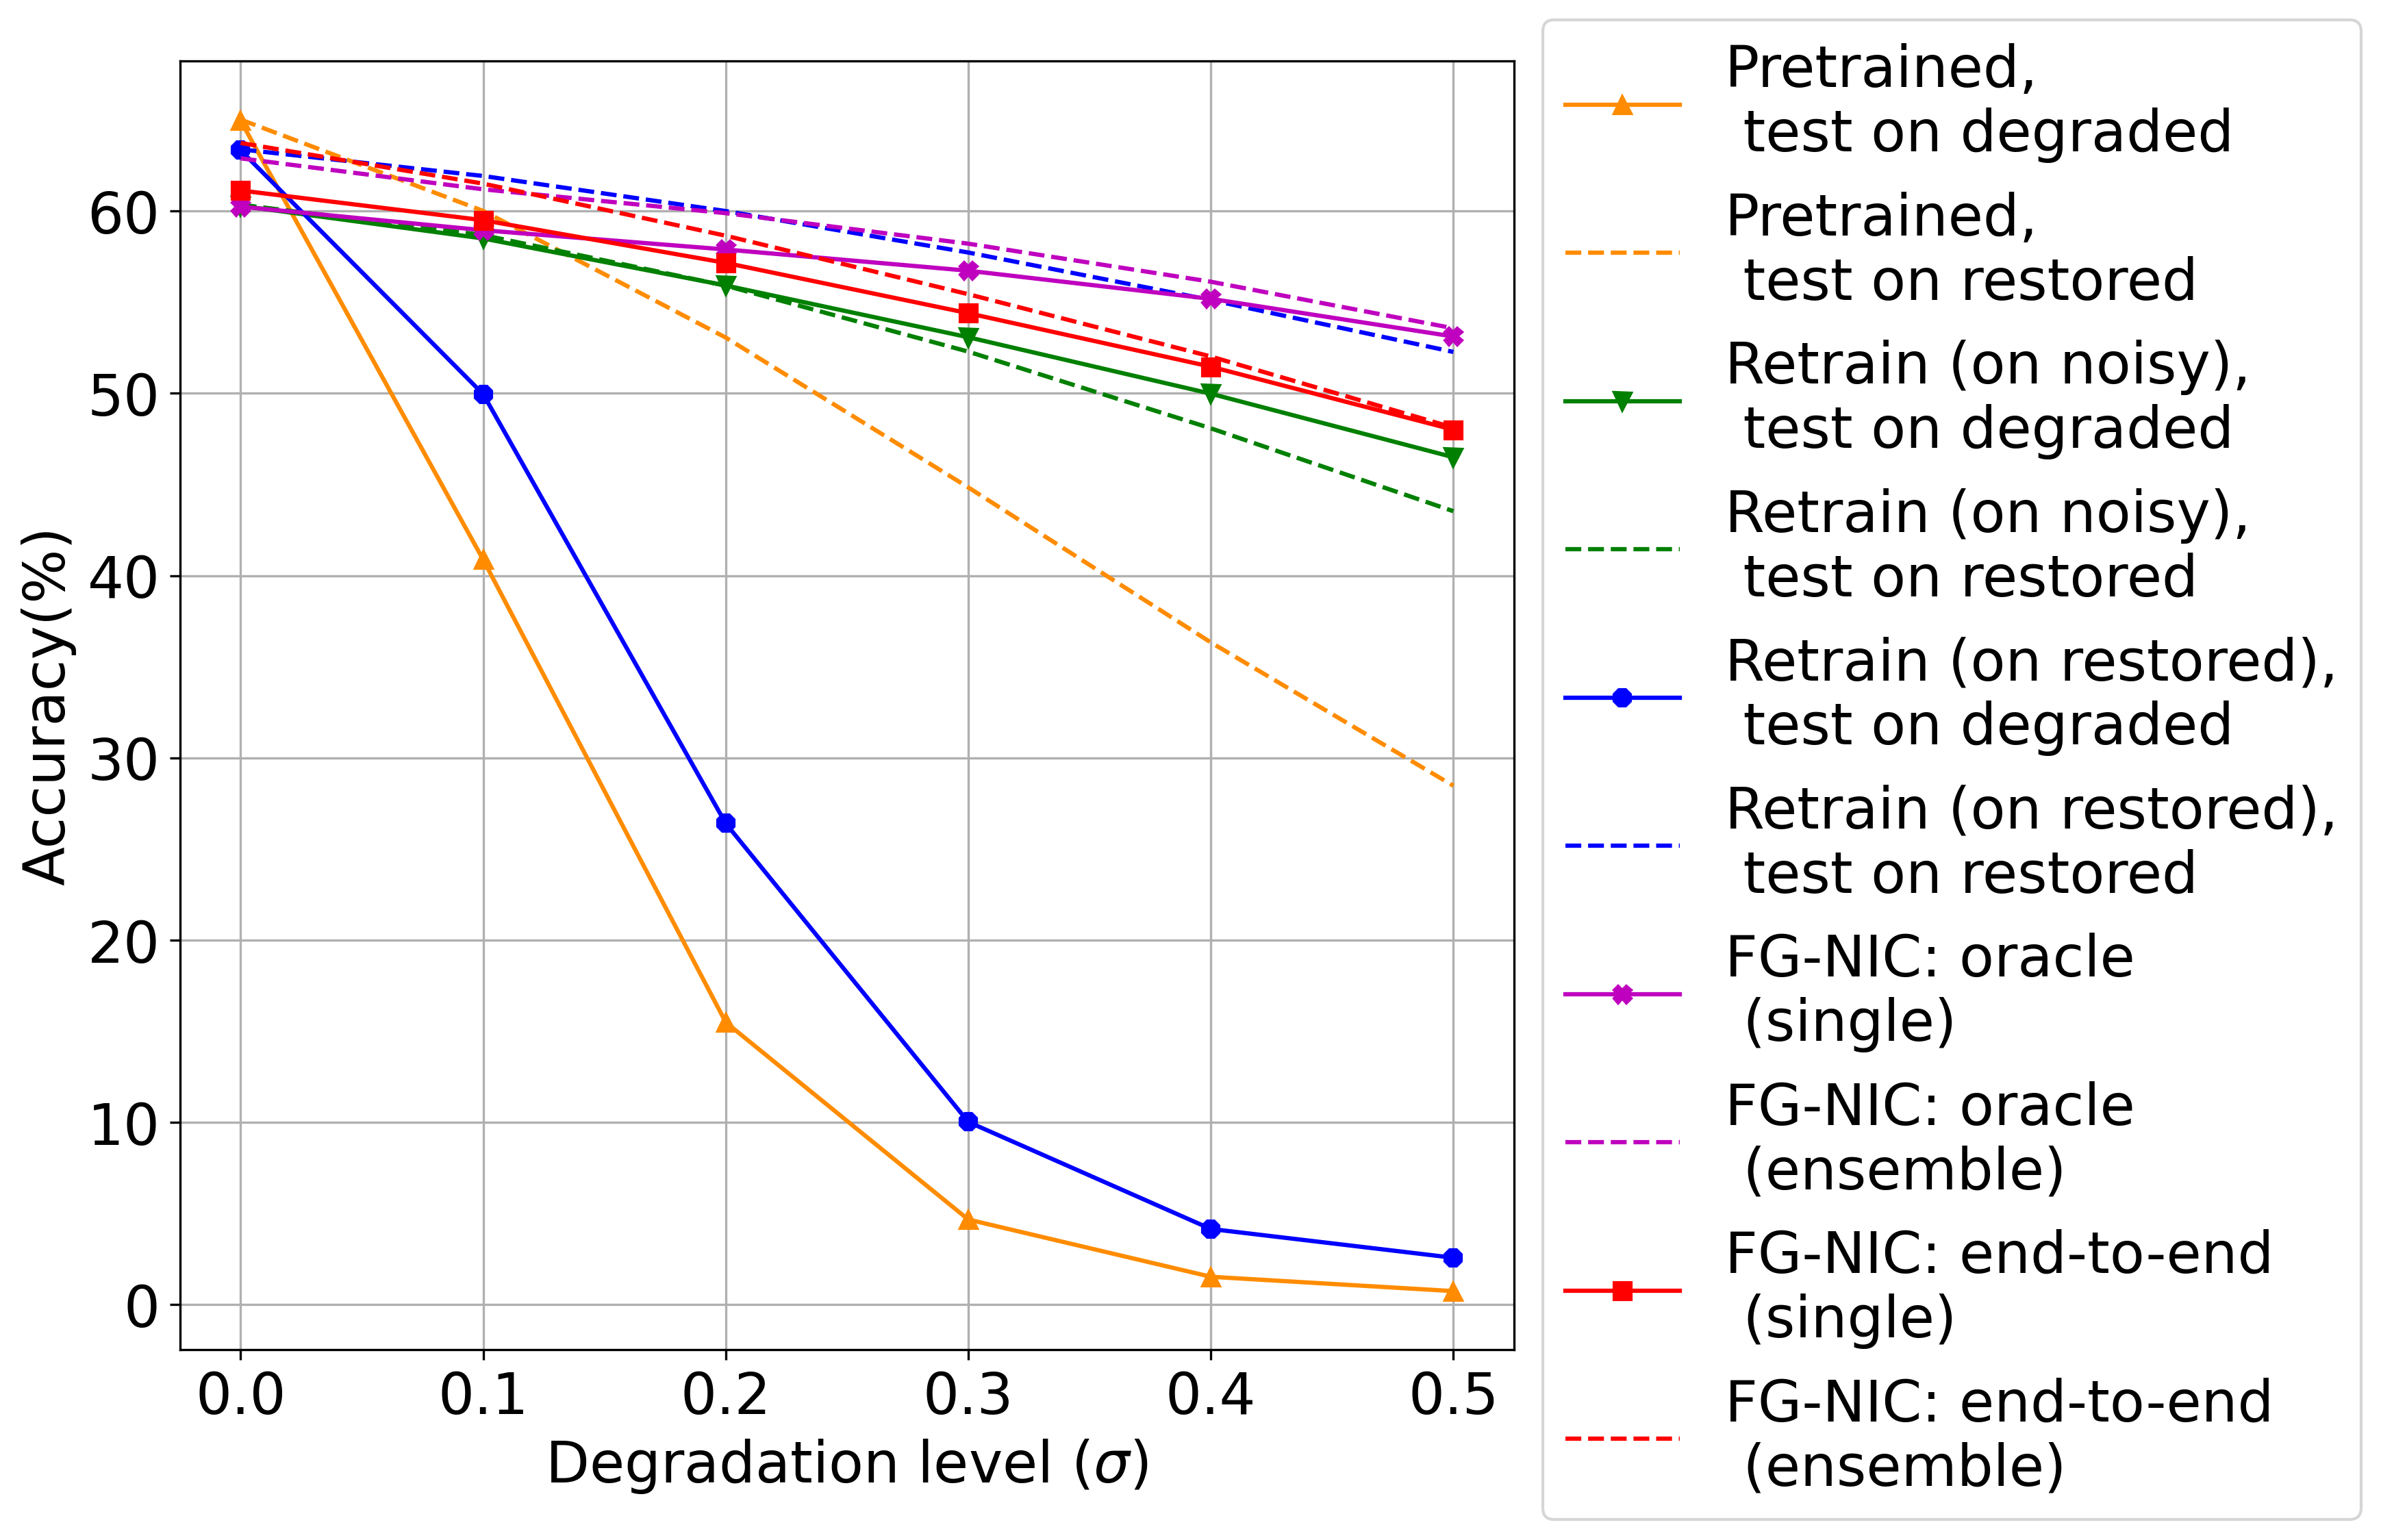 Accuracy(%)
60
50
40
30
20
10
0
0.0 0.1 0.2 0.3 0.4 0.5
Degradation level (σ)
Pretrained,
test on degraded
Pretrained,
test on restored
Retrain (on noisy),
test on degraded
Retrain (on noisy),
test on restored
Retrain (on restored),
test on degraded
Retrain (on restored),
test on restored
FG-NIC: oracle
(single)
FG-NIC: oracle
(ensemble)
FG-NIC: end-to-end
(single)
FG-NIC: end-to-end
(ensemble)